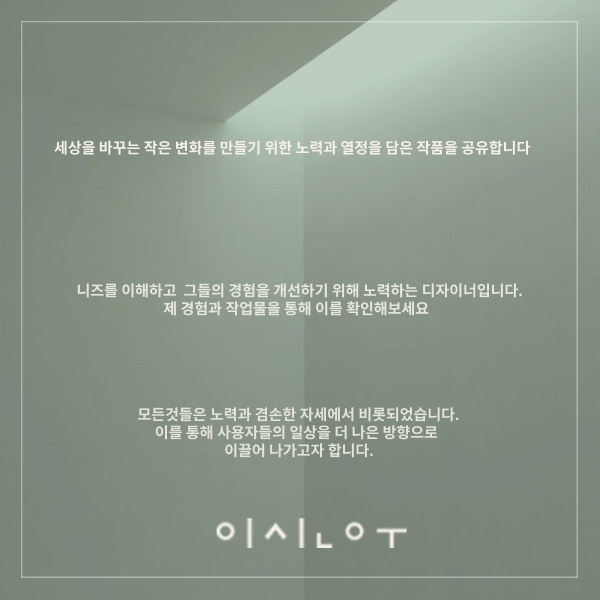 세상을 바꾸는 작은 변화를 만들기 위한 노력과 열정을 담은 작품을 공유합니다
니즈를 이해하고 그들의 경험을 개선하기 위해 노력하는 디자이너입니다.
제 경험과 작업물을 통해 이를 확인해보세요
모든것들은 노력과 겸손한 자세에서 비롯되었습니다.
이를 통해 사용자들의 일상을 더 나은 방향으로
이끌어 나가고자 합니다.
ㅇㅣㅅㅣㄴㅇㅜ